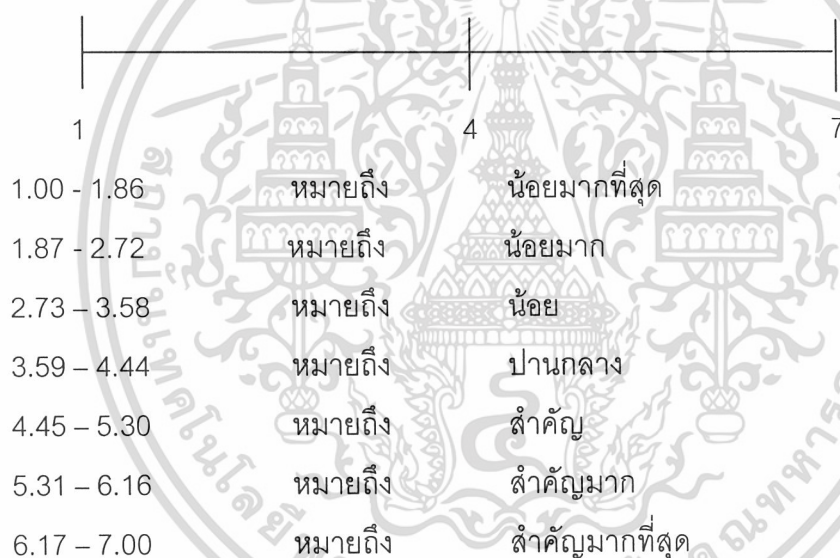 1 4 7
1.00 - 1.86 หมายถึง น้อยมากที่สุด
1.87 - 2.72 หมายถึง น้อยมาก
2.73 – 3.58 หมายถึง น้อย
3.59 – 4.44 หมายถึง ปานกลาง
4.45 – 5.30 หมายถึง สำคัญ
5.31 – 6.16 หมายถึง สำคัญมาก
6.17 – 7.00 หมายถึง สำคัญมากที่สุด